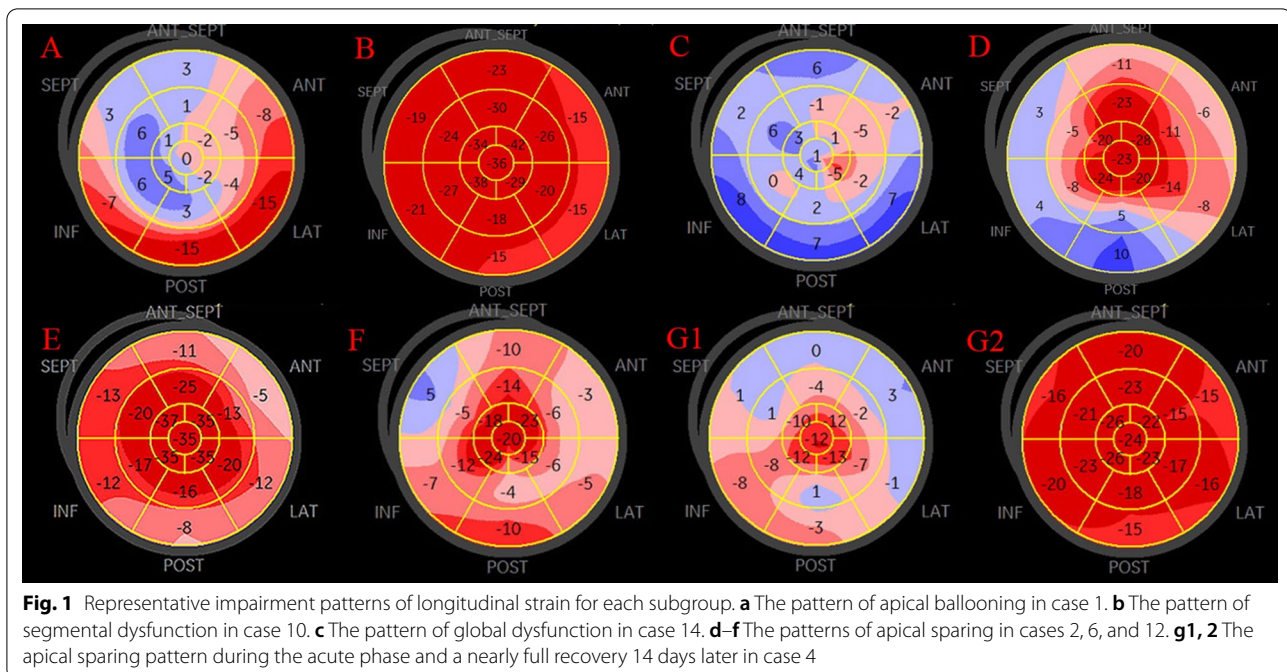 A
ANT_SEPT
SEPT
ANT
3
3 1 -8
6 1 -2 -5
0
6 5 -2 -4
-7 3 -15
-15
INF
LAT
POST
B
ANT_SEPT
SEPT
ANT
-23
-19 -30 -15
-24 -34 -42 -26
-36
-27 -38 -29 -20
-21 -18 -15
-15
INF
LAT
POST
C
ANT_SEPT
SEPT
ANT
6
2 -1 -2
6 3 1 -5
1
0 4 -5 -2
8 2 7
7
INF
LAT
POST
D
ANT_SEPT
SEPT
ANT
-11
3 -23 -6
-5 -20 -28 -11
-23
-8 -24 -20 -14
4 5 -8
10
INF
LAT
POST
E
ANT_SEPT
SEPT
ANT
-11
-13 -25 -5
-20 -37 -35 -13
-35
-17 -35 -35 -20
-12 -16 -12
-8
INF
LAT
POST
F
ANT_SEPT
SEPT
ANT
-10
5 -14 -3
-5 -18 -23 -6
-20
-12 -24 -15 -6
-7 -4 -5
-10
INF
LAT
POST
G1
ANT_SEPT
SEPT
ANT
0
1 -4 3
1 -10 -12 -2
-12
-8 -12 -13 -7
-8 1 -1
-3
INF
LAT
POST
G2
ANT_SEPT
SEPT
ANT
-20
-16 -23 -15
-21 -26 -22 -15
-24
-23 -26 -23 -17
-20 -18 -16
-15
INF
LAT
POST
Fig. 1 Representative impairment patterns of longitudinal strain for each subgroup. a The pattern of apical ballooning in case 1. b The pattern of
segmental dysfunction in case 10. c The pattern of global dysfunction in case 14. d–f The patterns of apical sparing in cases 2, 6, and 12. g1, 2 The
apical sparing pattern during the acute phase and a nearly full recovery 14 days later in case 4